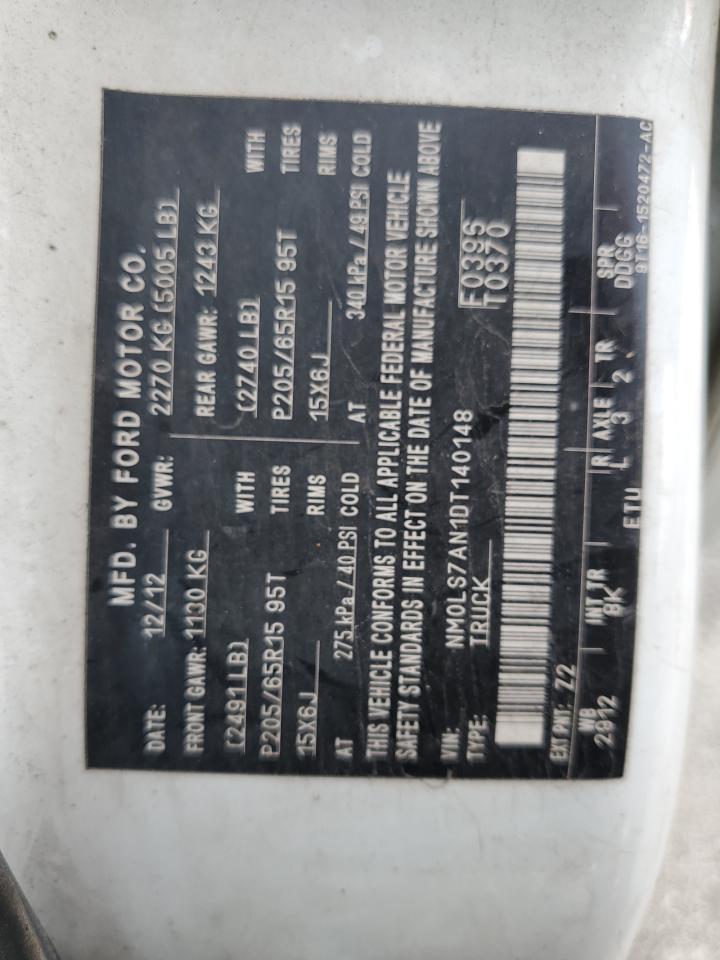 MFD. BY FORD MOTOR CO.
DATE: 12/12 GVWR: 2270 KG (5005 LB)
FRONT GAWR: 1130 KG REAR GAWR: 1243 KG
(2491LB) WITH (2740 LB) WITH
P205/65R15 95T TIRES P205/65R15 95T TIRES
15X6J RIMS 15X6J RIMS
AT 275 kPa / 40 PSI COLD AT 340 kPa / 49 PSI COLD
THIS VEHICLE CONFORMS TO ALL APPLICABLE FEDERAL MOTOR VEHICLE
SAFETY STANDARDS IN EFFECT ON THE DATE OF MANUFACTURE SHOWN ABOVE
VIN: NM0LS7AN1DT140148 F0395
TYPE: TRUCK T0370
EXT PNT: Z2
WB INT TR R AXLE TR SPR
2912 BK L 3 2 DDGG
ETU 9T16-1520472-AC